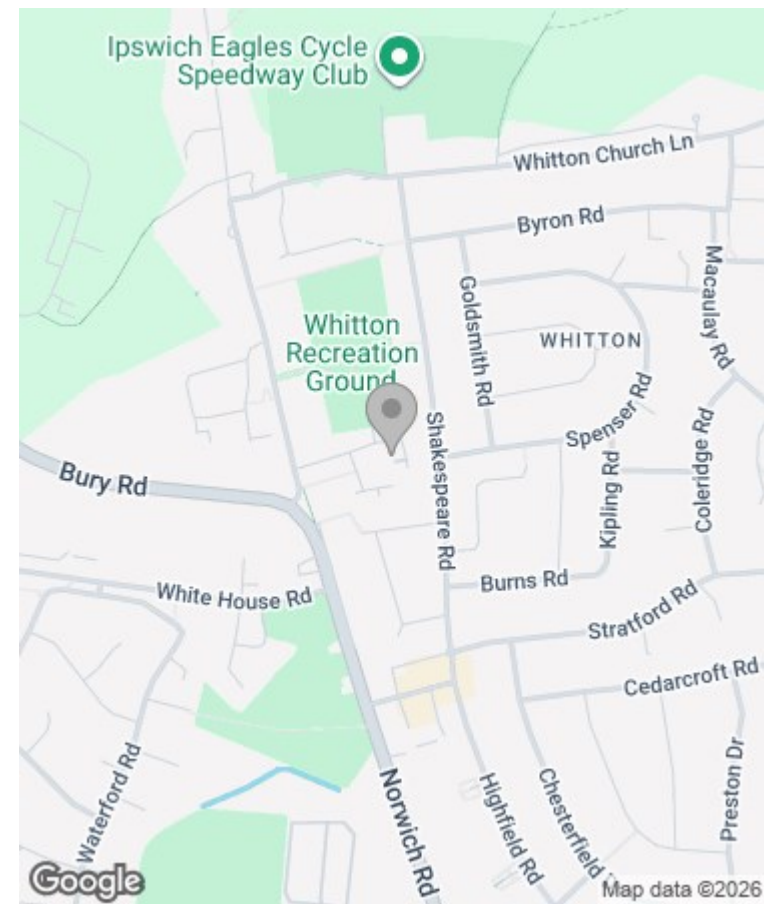 Ipswich Eagles Cycle
Speedway Club
Whitton Church Ln
Byron Rd
Macaulay Rd
Goldsmith Rd
Whitton
Recreation
Ground
WHITTON
Shakespeare Rd
Spenser Rd
Coleridge Rd
Kipling Rd
Bury Rd
White House Rd
Burns Rd
Stratford Rd
Cedarcroft Rd
Waterford Rd
Norwich Rd
Highfield Rd
Chesterfield
Preston Dr
Google
Map data ©2026